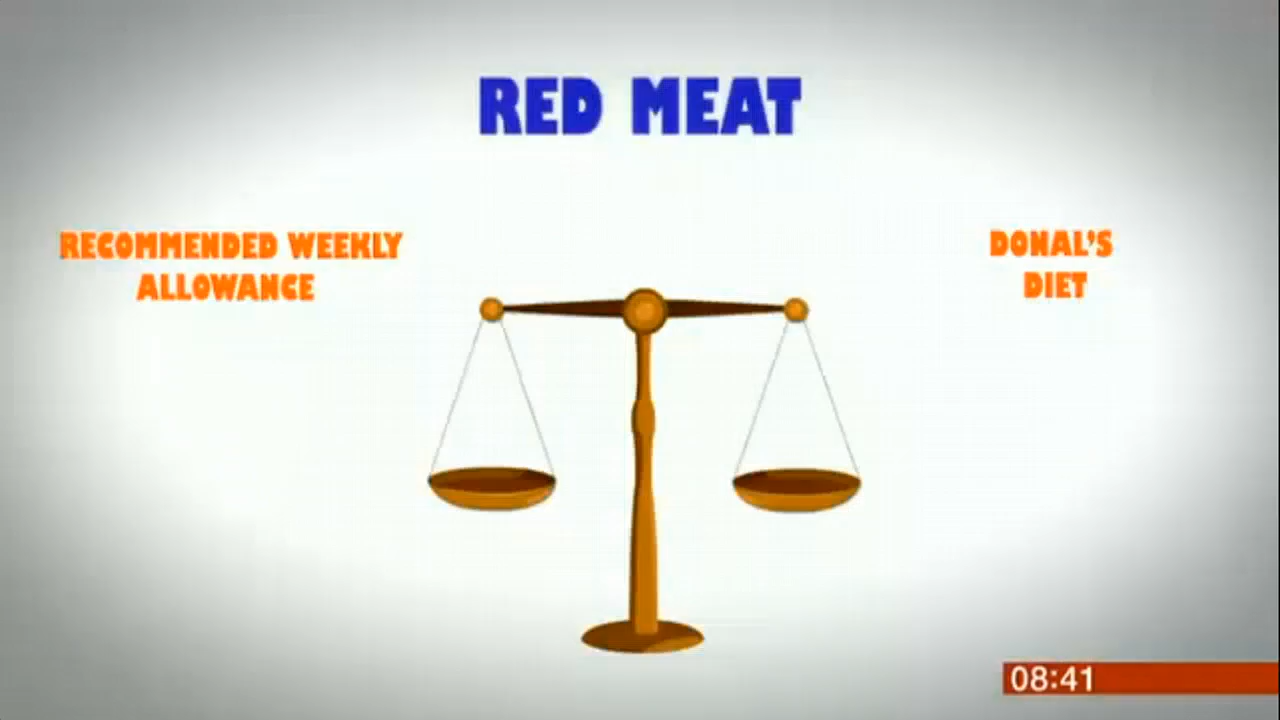 RED MEAT
RECOMMENDED WEEKLY
ALLOWANCE
DONAL'S
DIET
08:41